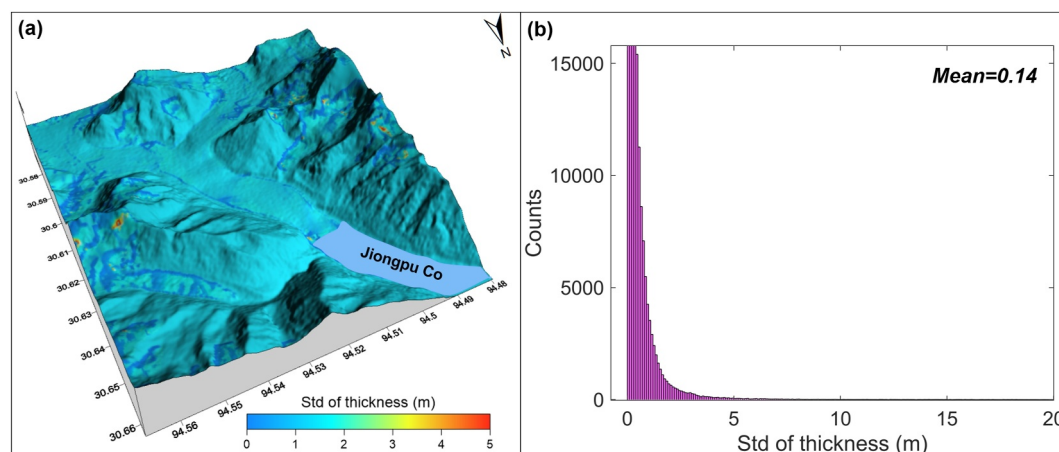 (a)
N
30.58
30.59
30.6
30.61
30.62
30.63
30.64
30.65
30.66
94.56
94.55
94.54
94.53
94.52
94.51
94.5
94.49
94.48
Jiongpu Co
Std of thickness (m)
0 1 2 3 4 5
(b)
Mean=0.14
Counts
15000
10000
5000
0
0 5 10 15 20
Std of thickness (m)